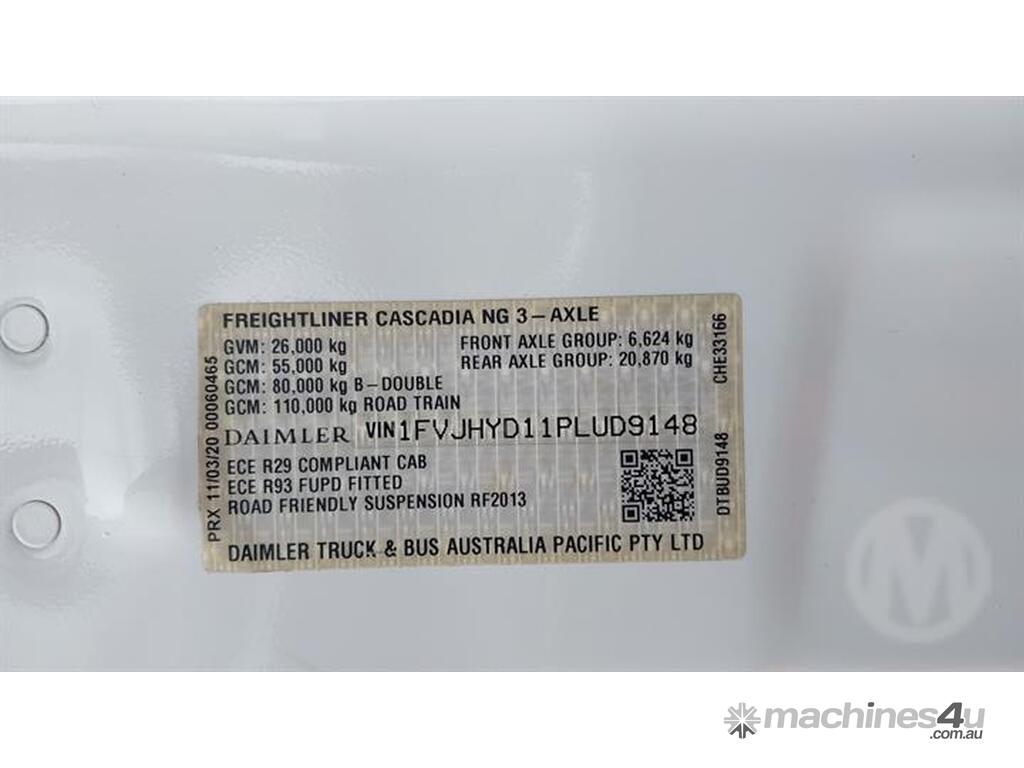 FREIGHTLINER CASCADIA NG 3-AXLE
GVM: 26,000 kg
FRONT AXLE GROUP: 6,624 kg
GCM: 55,000 kg
REAR AXLE GROUP: 20,870 kg
GCM: 80,000 kg B-DOUBLE
GCM: 110,000 kg ROAD TRAIN
DAIMLER VIN1FVJHYD11PLUD9148
ECE R29 COMPLIANT CAB
ECE R93 FUPD FITTED
ROAD FRIENDLY SUSPENSION RF2013
DAIMLER TRUCK & BUS AUSTRALIA PACIFIC PTY LTD
PRX 11/03/20 00060465
DTBUD9148 CHE33166
M
machines4u
.com.au